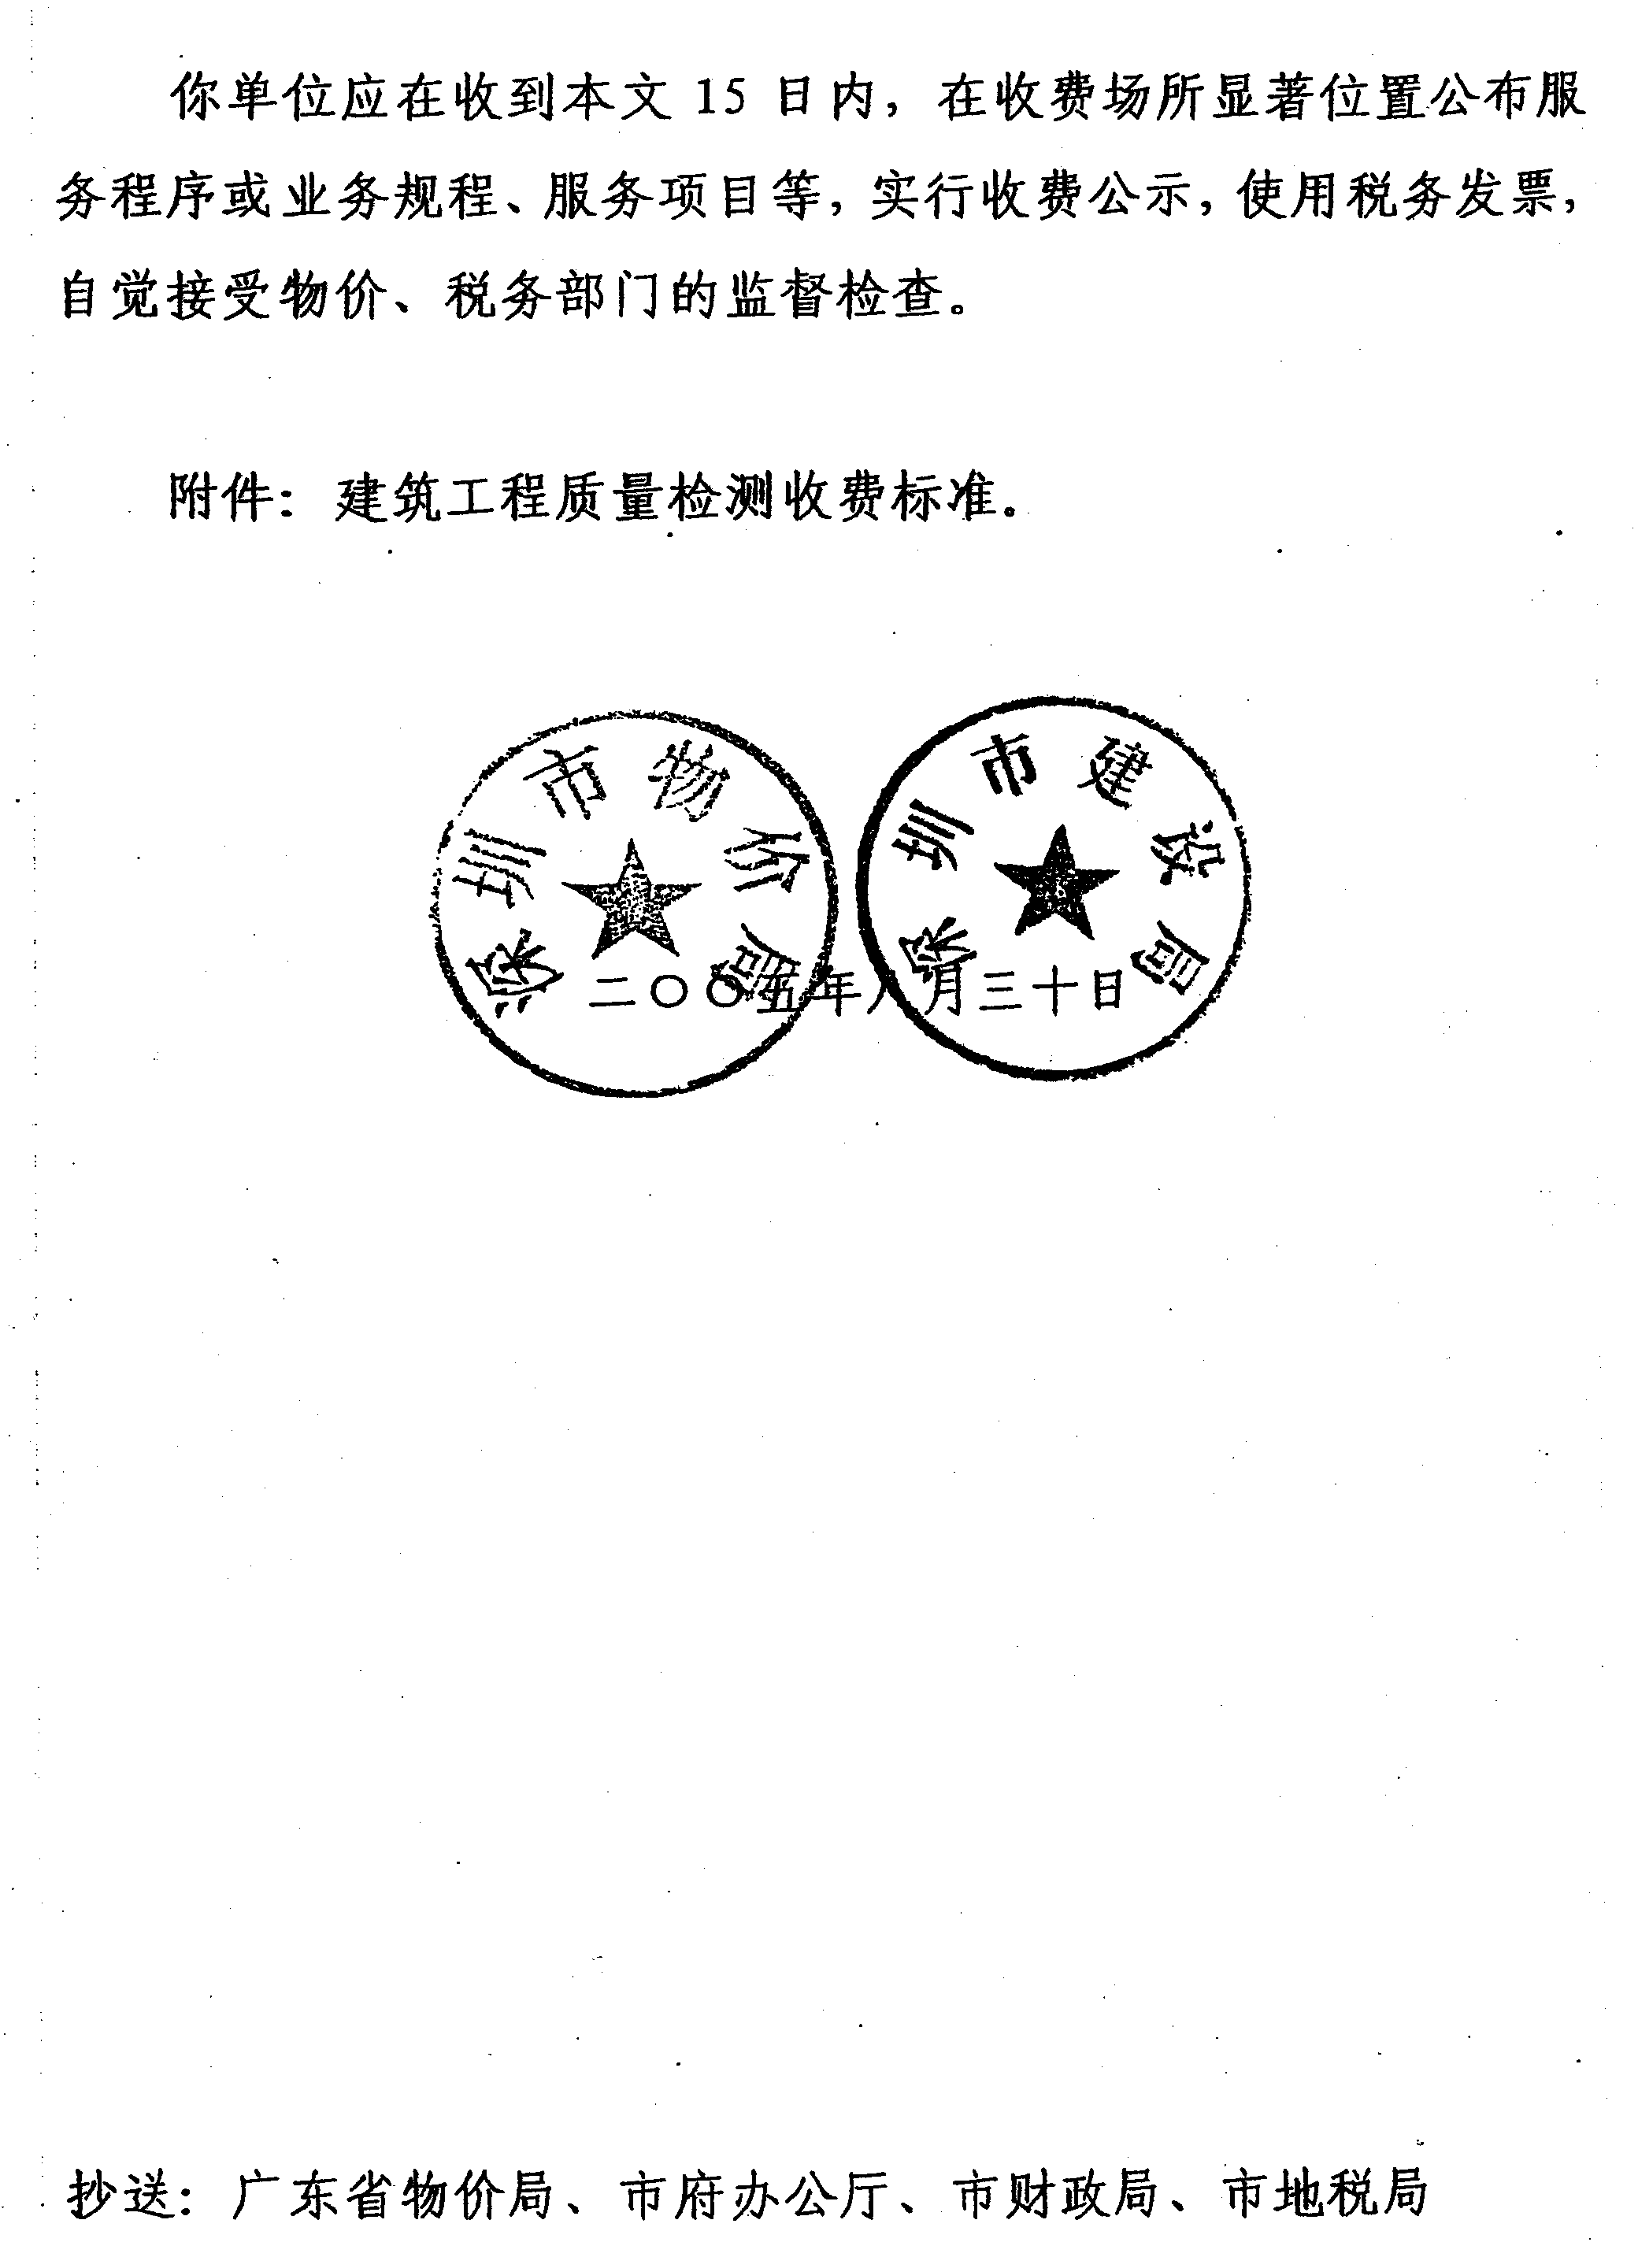 你单位应在收到本文 15 日内，在收费场所显著位置公布服
务程序或业务规程、服务项目等，实行收费公示，使用税务发票，
自觉接受物价、税务部门的监督检查。
附件：建筑工程质量检测收费标准。
深圳市物价局
深圳市建设局
二〇〇五年八月三十日
抄送：广东省物价局、市府办公厅、市财政局、市地税局